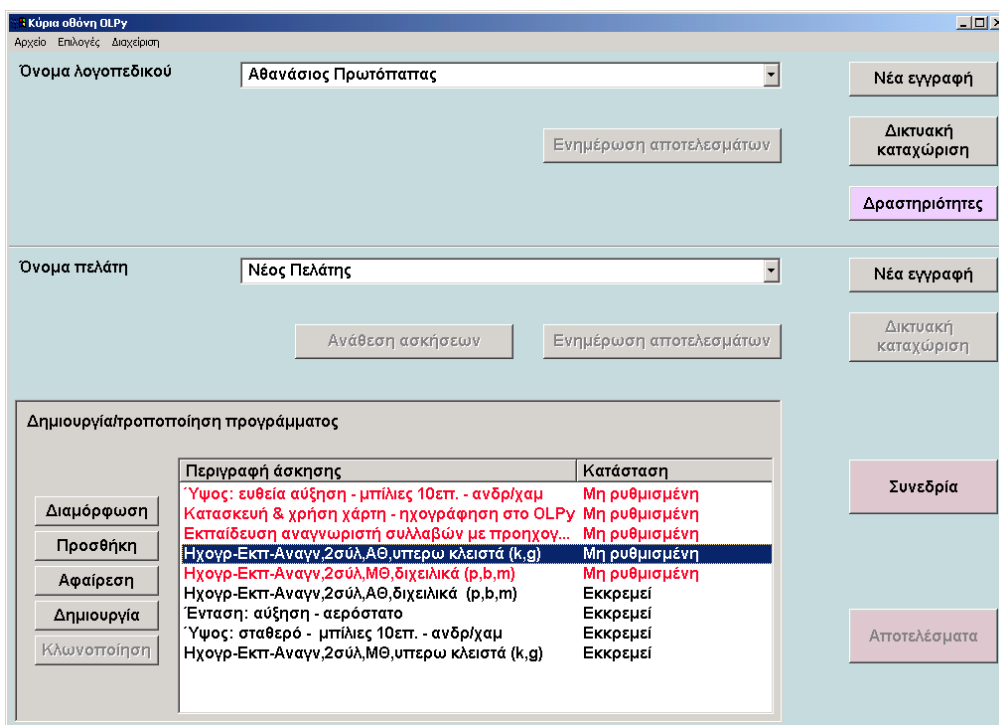 Κύρια οθόνη OLPy
Αρχείο Επιλογές Διαχείριση
Όνομα λογοπεδικού
Αθανάσιος Πρωτόπαπας
Νέα εγγραφή
Ενημέρωση αποτελεσμάτων
Δικτυακή
καταχώριση
Δραστηριότητες
Όνομα πελάτη
Νέος Πελάτης
Νέα εγγραφή
Ανάθεση ασκήσεων
Ενημέρωση αποτελεσμάτων
Δικτυακή
καταχώριση
Δημιουργία/τροποποίηση προγράμματος
Περιγραφή άσκησης Κατάσταση
Ύψος: ευθεία αύξηση - μπίλιες 10επ. - ανδρ/χαμ Μη ρυθμισμένη
Κατασκευή & χρήση χάρτη - ηχογράφηση στο OLPy Μη ρυθμισμένη
Εκπαίδευση αναγνωριστή συλλαβών με προηχογ... Μη ρυθμισμένη
Ηχογρ-Εκπ-Αναγν,2σύλ,ΑΘ,υπερω κλειστά (k,g) Μη ρυθμισμένη
Ηχογρ-Εκπ-Αναγν,2σύλ,ΜΘ,διχειλικά (p,b,m) Μη ρυθμισμένη
Ηχογρ-Εκπ-Αναγν,2σύλ,ΑΘ,διχειλικά (p,b,m) Εκκρεμεί
Ένταση: αύξηση - αερόστατο Εκκρεμεί
Ύψος: σταθερό - μπίλιες 10επ. - ανδρ/χαμ Εκκρεμεί
Ηχογρ-Εκπ-Αναγν,2σύλ,ΜΘ,υπερω κλειστά (k,g) Εκκρεμεί
Διαμόρφωση
Προσθήκη
Αφαίρεση
Δημιουργία
Κλωνοποίηση
Συνεδρία
Αποτελέσματα